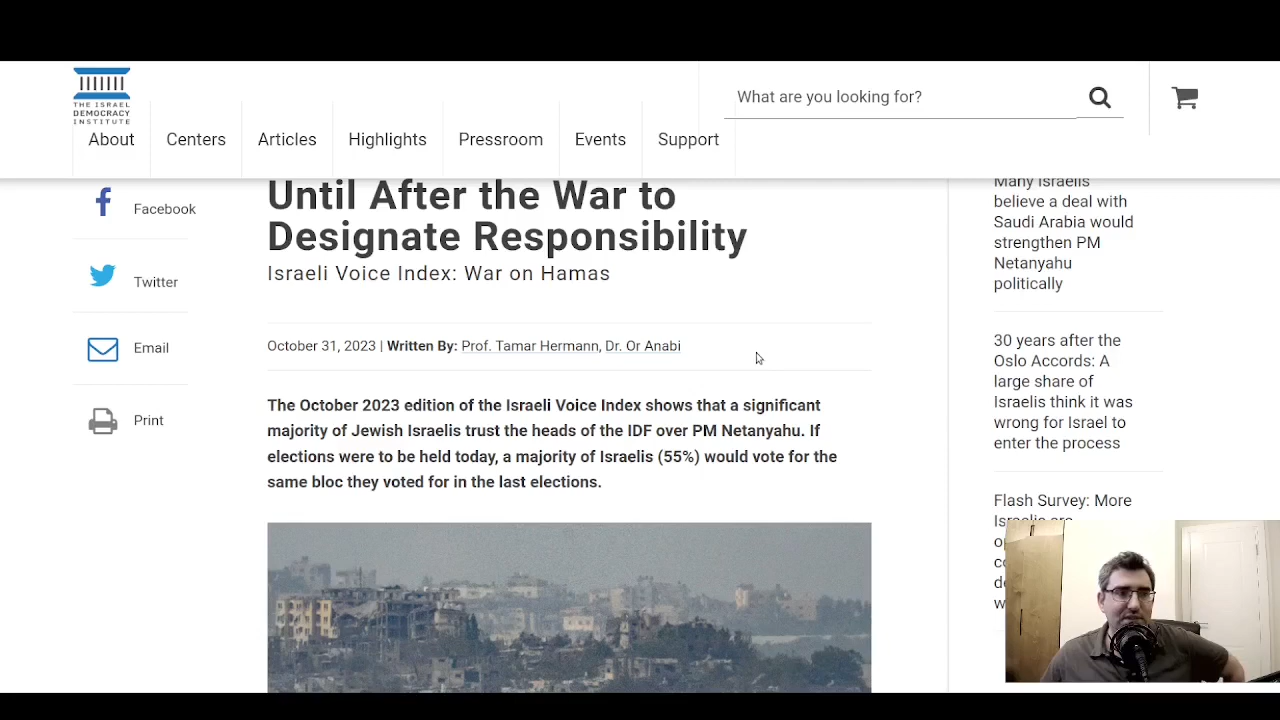 THE ISRAEL
DEMOCRACY
INSTITUTE
What are you looking for?
About
Centers
Articles
Highlights
Pressroom
Events
Support
Facebook
Twitter
Email
Print
Until After the War to
Designate Responsibility
Israeli Voice Index: War on Hamas
October 31, 2023 | Written By: Prof. Tamar Hermann, Dr. Or Anabi
The October 2023 edition of the Israeli Voice Index shows that a significant
majority of Jewish Israelis trust the heads of the IDF over PM Netanyahu. If
elections were to be held today, a majority of Israelis (55%) would vote for the
same bloc they voted for in the last elections.
Many Israelis
believe a deal with
Saudi Arabia would
strengthen PM
Netanyahu
politically
30 years after the
Oslo Accords: A
large share of
Israelis think it was
wrong for Israel to
enter the process
Flash Survey: More